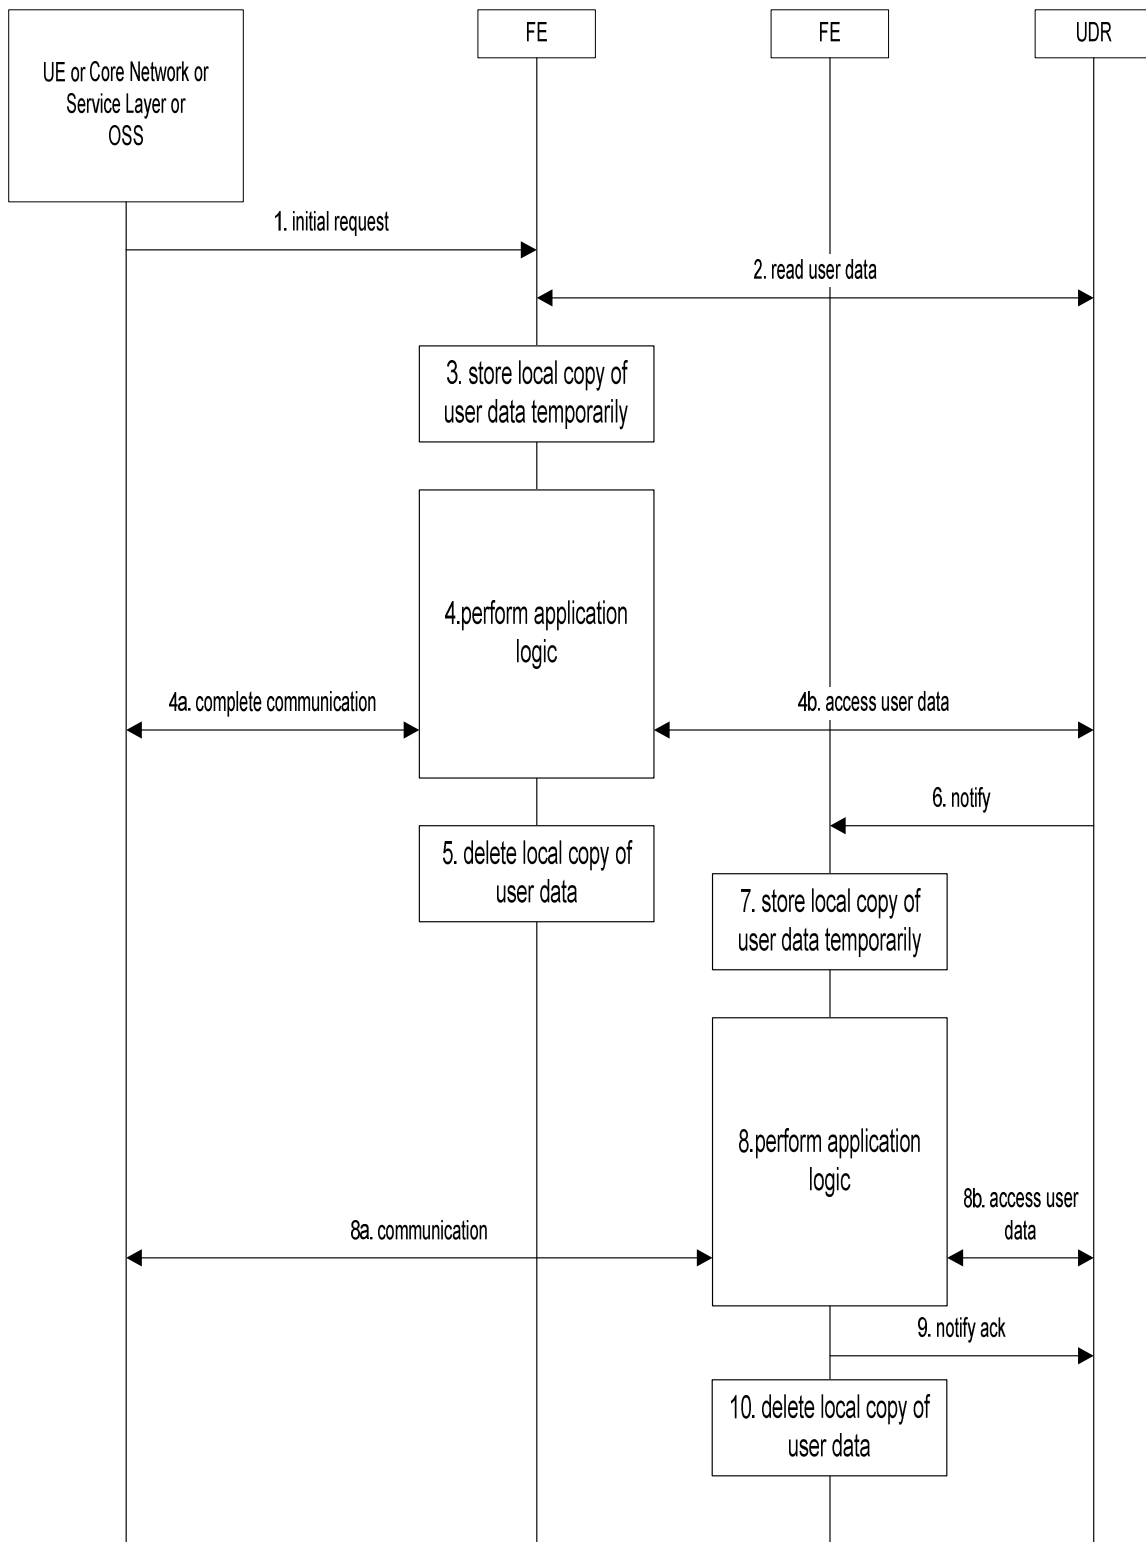 UE or Core Network or
Service Layer or
OSS
FE
FE
UDR
1. initial request
2. read user data
3. store local copy of
user data temporarily
4.perform application
logic
4a. complete communication
4b. access user data
6. notify
5. delete local copy of
user data
7. store local copy of
user data temporarily
8.perform application
logic
8a. communication
8b. access user
data
9. notify ack
10. delete local copy of
user data